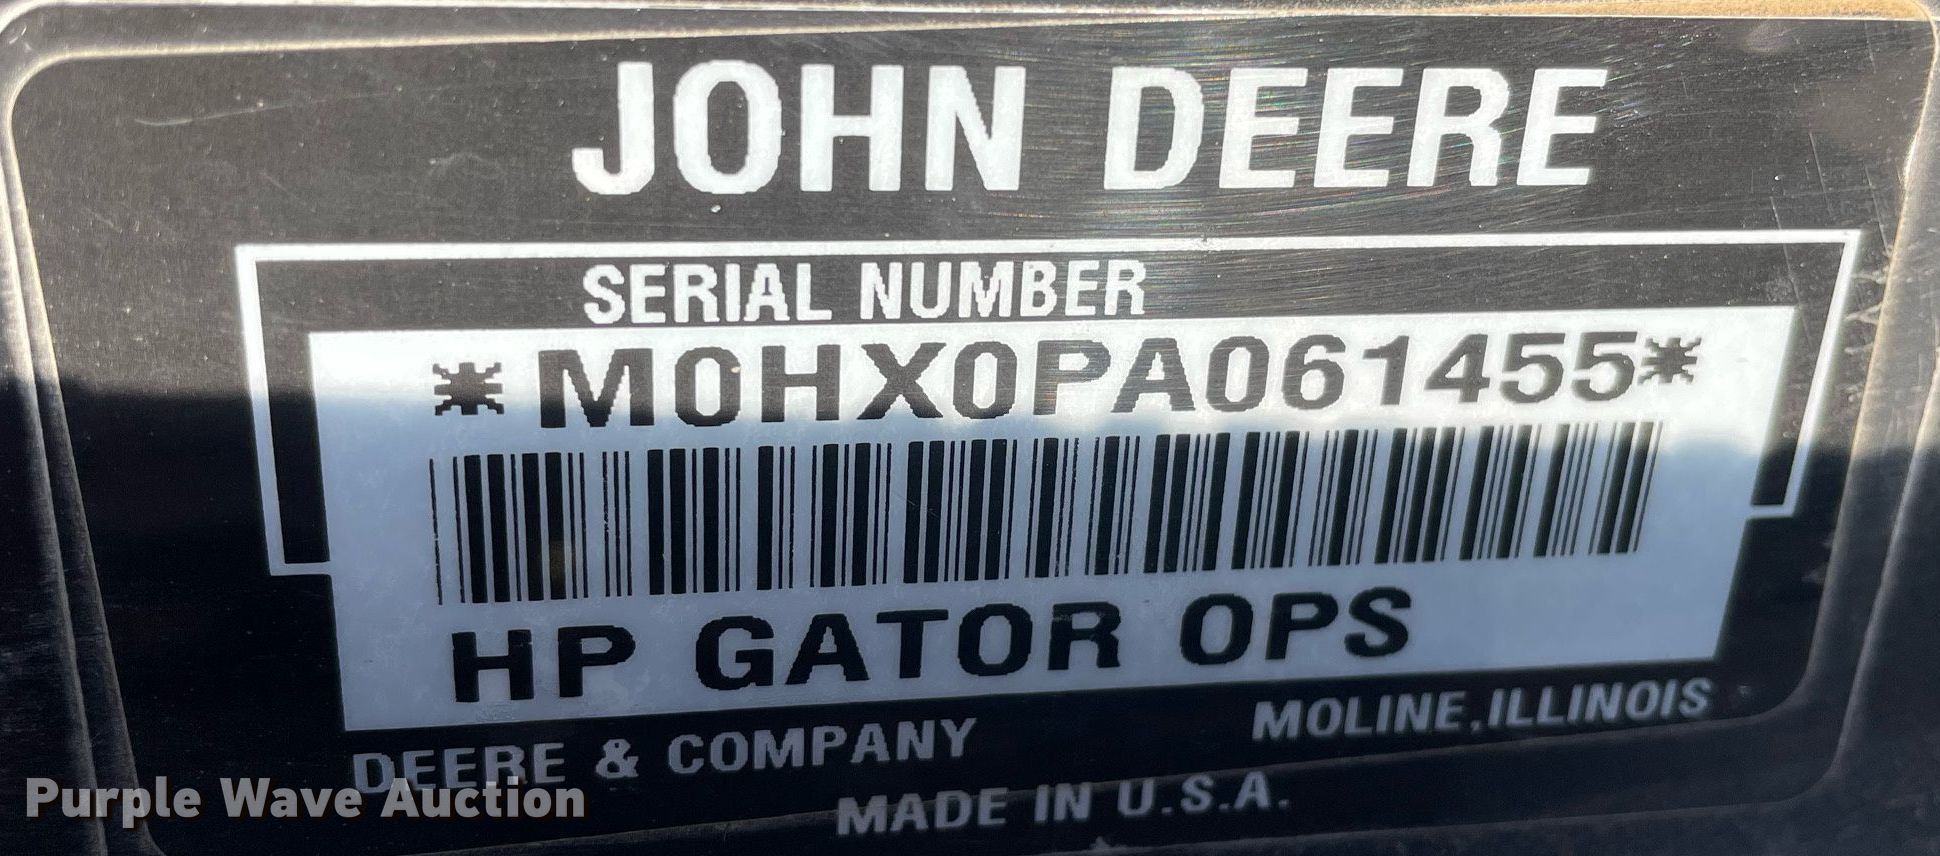 JOHN DEERE
SERIAL NUMBER
*M0HX0PA061455*
HP GATOR OPS
DEERE & COMPANY MOLINE, ILLINOIS
MADE IN U.S.A.
Purple Wave Auction